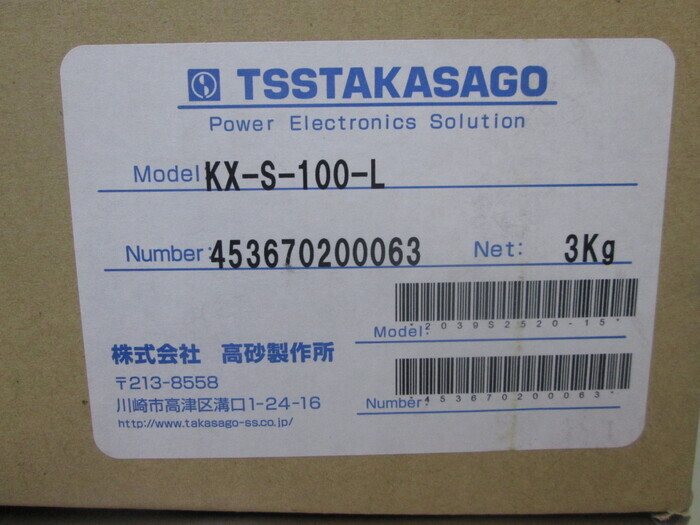 TSSTAKASAGO
Power Electronics Solution
Model: KX-S-100-L
Number: 453670200063 Net: 3Kg
Model: *2039S2520-15*
株式会社 高砂製作所
〒213-8558
川崎市高津区溝口1-24-16
Number: *453670200063*
http://www.takasago-ss.co.jp/